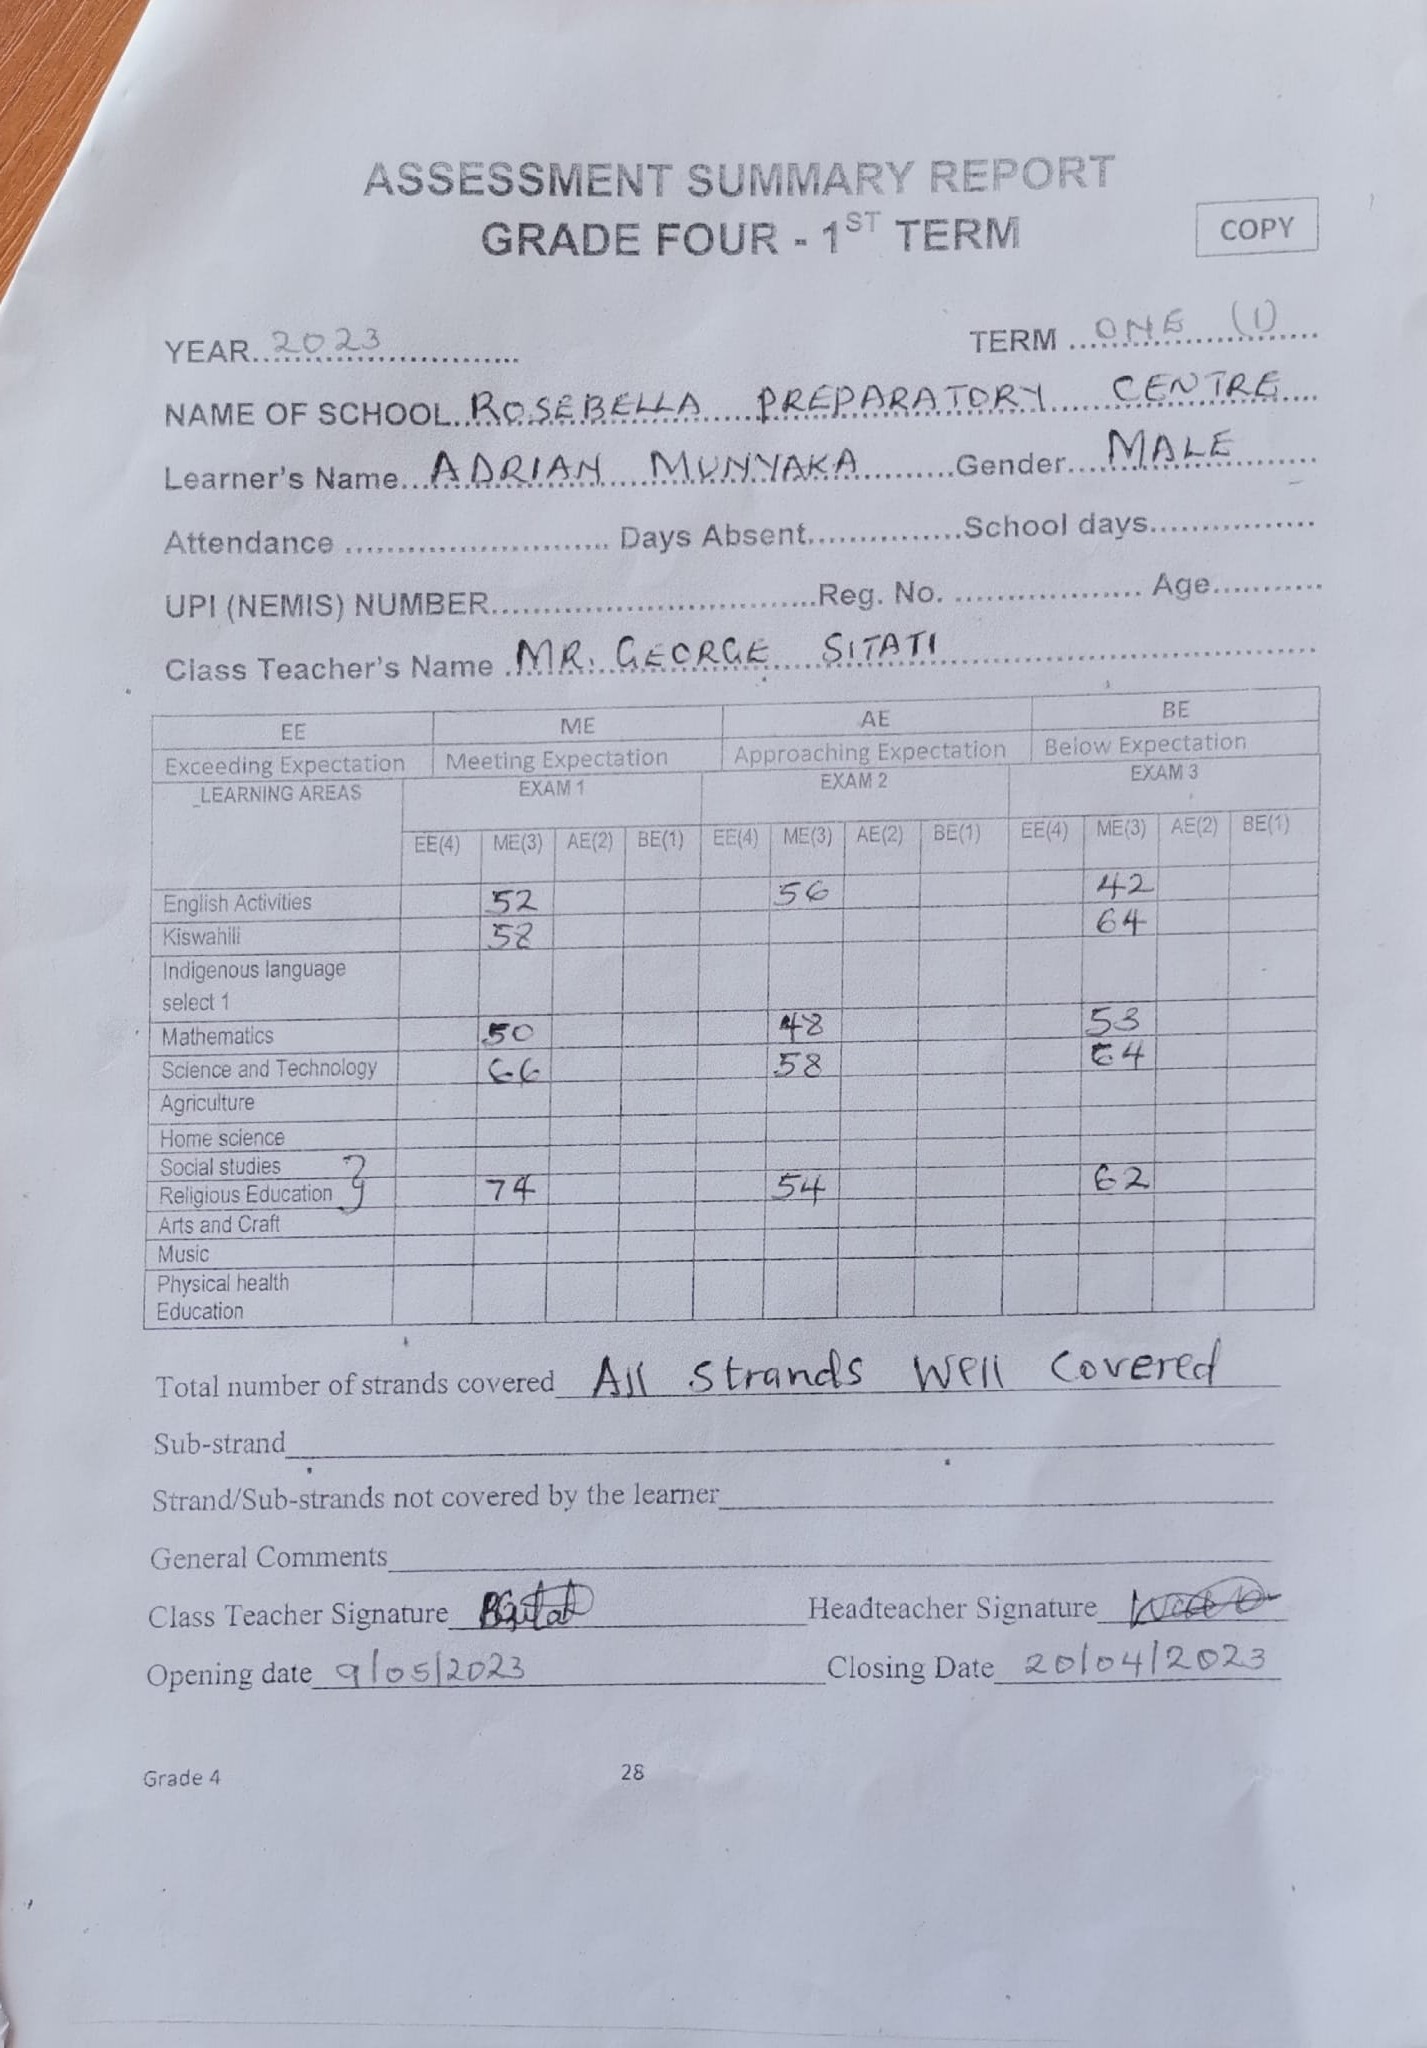 ASSESSMENT SUMMARY REPORT
GRADE FOUR - 1ST TERM
COPY
YEAR..2023.............................. TERM ...ONE....(1)....
NAME OF SCHOOL..ROSEBELLA....PREPARATORY......CENTRE....
Learner's Name...ADRIAN....MUNYAKA.........Gender....MALE........
Attendance .......................... Days Absent...............School days................
UPI (NEMIS) NUMBER................................Reg. No. ................... Age...........
Class Teacher's Name .MR. GEORGE....SITATI......................................
EE ME AE BE
Exceeding Expectation Meeting Expectation Approaching Expectation Below Expectation
LEARNING AREAS EXAM 1 EXAM 2 EXAM 3
EE(4) ME(3) AE(2) BE(1) EE(4) ME(3) AE(2) BE(1) EE(4) ME(3) AE(2) BE(1)
English Activities 52 56 42
Kiswahili 58 64
Indigenous language
select 1
Mathematics 50 48 53
Science and Technology 66 58 64
Agriculture
Home science
Social studies
Religious Education 74 54 62
Arts and Craft
Music
Physical health
Education
Total number of strands covered All strands well covered
Sub-strand
Strand/Sub-strands not covered by the learner
General Comments
Class Teacher Signature Headteacher Signature
Opening date 9/05/2023 Closing Date 20/04/2023
Grade 4 28